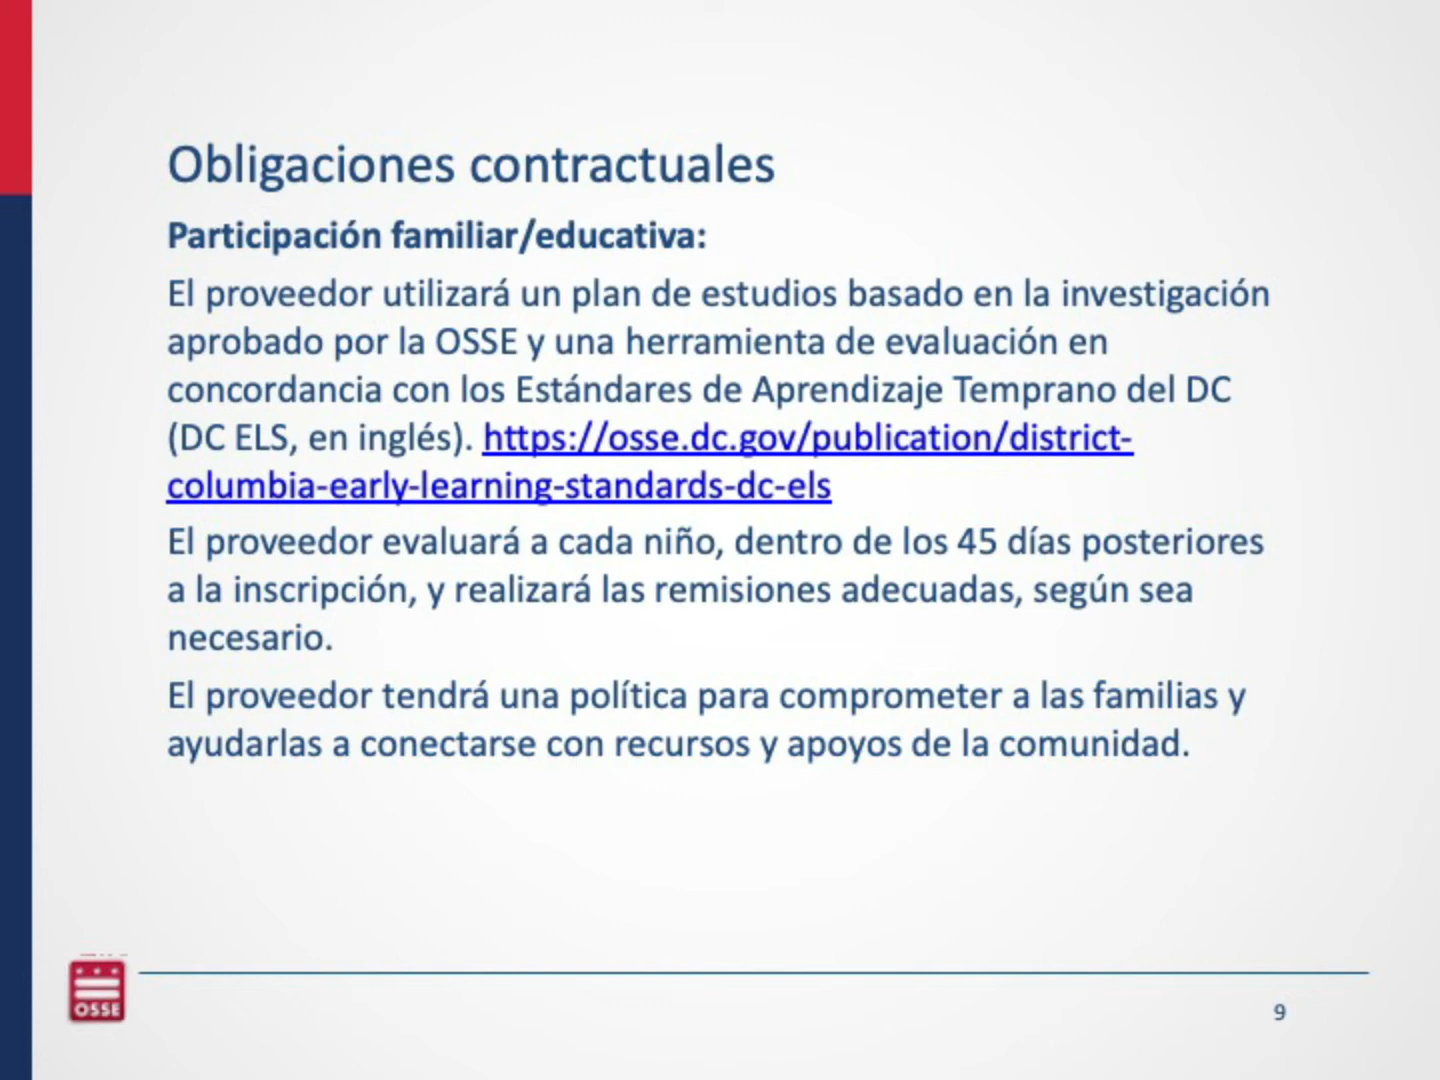 Obligaciones contractuales
Participación familiar/educativa:
El proveedor utilizará un plan de estudios basado en la investigación
aprobado por la OSSE y una herramienta de evaluación en
concordancia con los Estándares de Aprendizaje Temprano del DC
(DC ELS, en inglés). https://osse.dc.gov/publication/district-
columbia-early-learning-standards-dc-els
El proveedor evaluará a cada niño, dentro de los 45 días posteriores
a la inscripción, y realizará las remisiones adecuadas, según sea
necesario.
El proveedor tendrá una política para comprometer a las familias y
ayudarlas a conectarse con recursos y apoyos de la comunidad.
OSSE
9